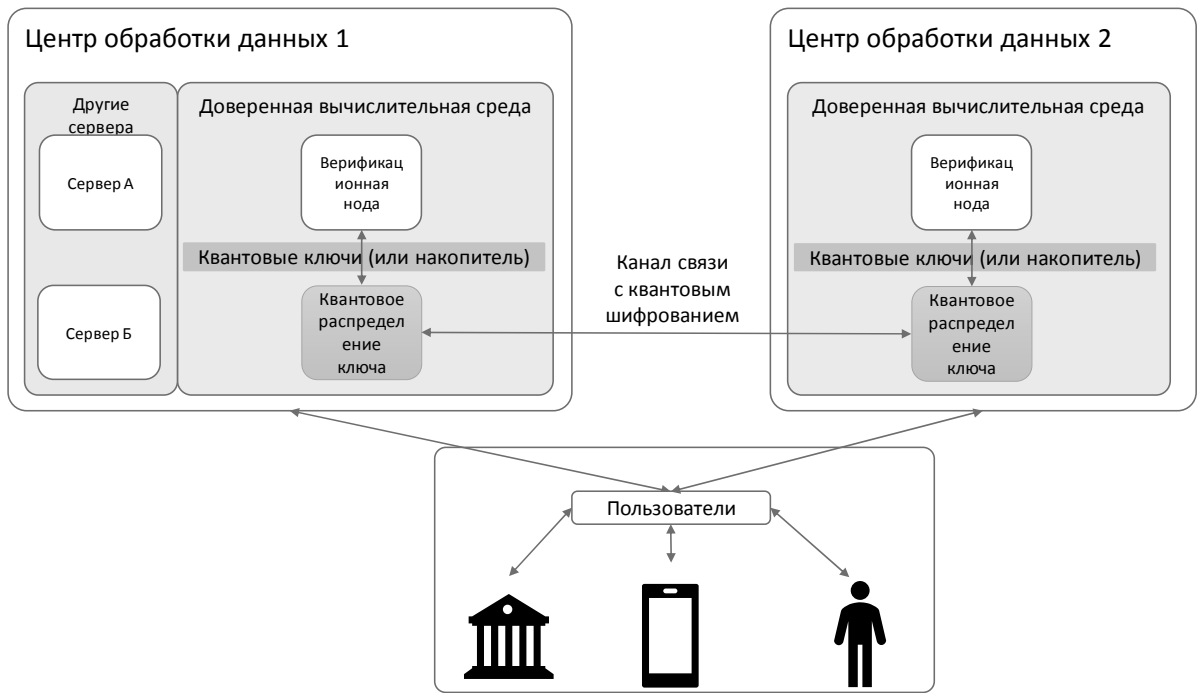 Центр обработки данных 1
Другие
сервера
Сервер А
Сервер Б
Доверенная вычислительная среда
Верификац
ионная
нода
Квантовые ключи (или накопитель)
Квантовое
распредел
ение
ключа
Канал связи
с квантовым
шифрованием
Центр обработки данных 2
Доверенная вычислительная среда
Верификац
ионная
нода
Квантовые ключи (или накопитель)
Квантовое
распредел
ение
ключа
Пользователи